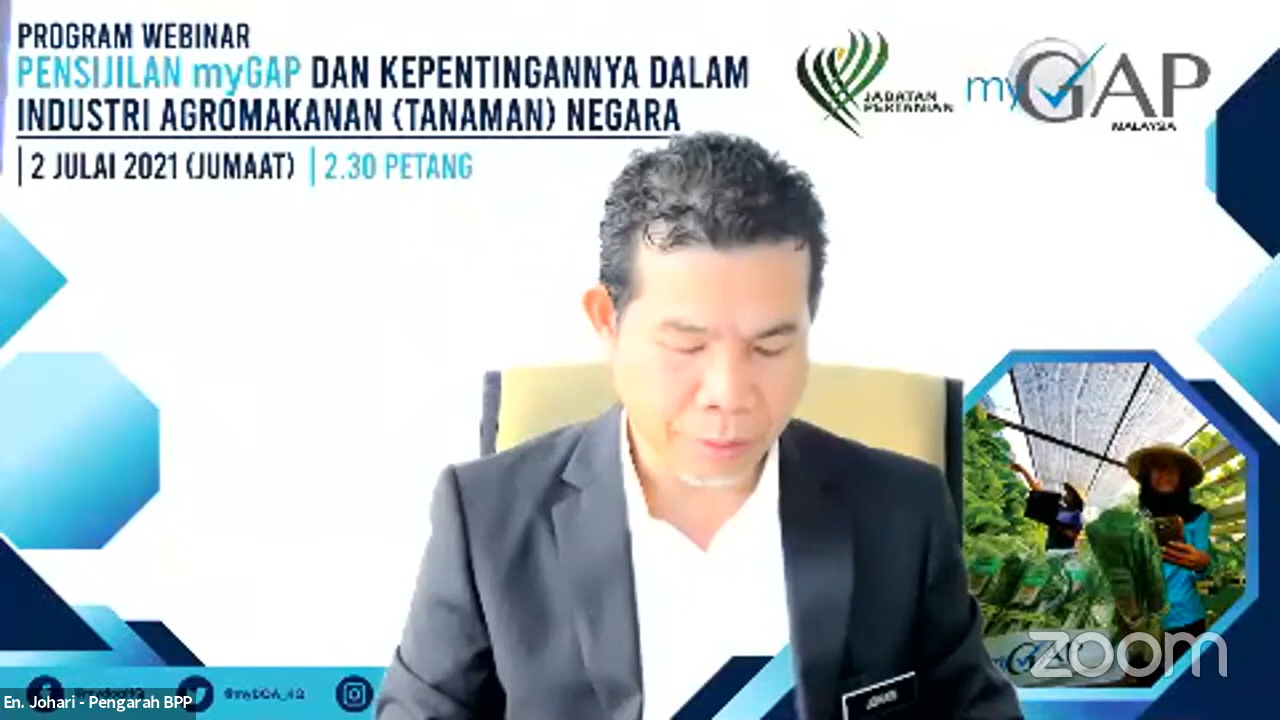 PROGRAM WEBINAR
PENSIJILAN myGAP DAN KEPENTINGANNYA DALAM
INDUSTRI AGROMAKANAN (TANAMAN) NEGARA
| 2 JULAI 2021 (JUMAAT) | 2.30 PETANG
JABATAN
PERTANIAN
myGAP
MALAYSIA
zoom
@myDOA_HQ
JOHARI
En. Johari - Pengarah BPP